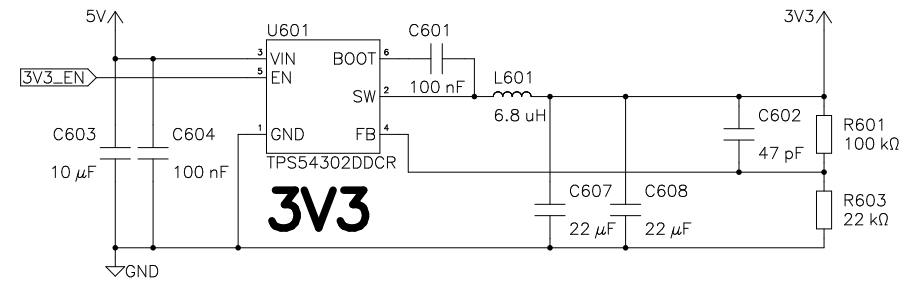 5V
3V3
U601
C601
3 VIN BOOT 6
100 nF
3V3_EN
5 EN
L601
SW 2
6.8 uH
C603
10 µF
C604
100 nF
1 GND FB 4
TPS54302DDCR
C602
47 pF
R601
100 kΩ
3V3
C607
22 µF
C608
22 µF
R603
22 kΩ
GND